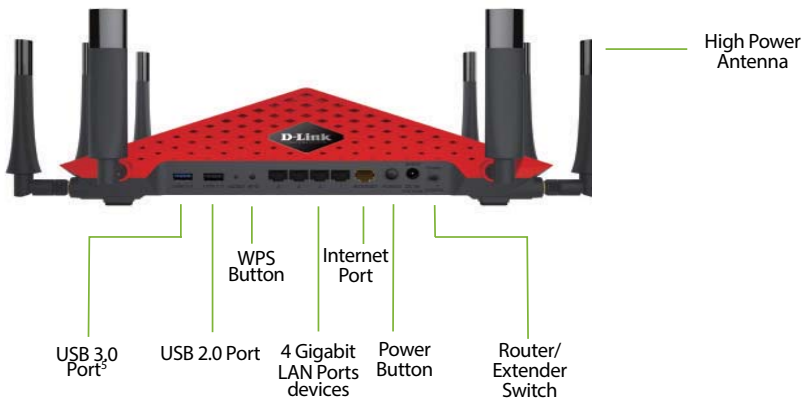 High Power
Antenna
D-Link
WPS
Button
Internet
Port
USB 3.0
Port5
USB 2.0 Port
4 Gigabit
LAN Ports
devices
Power
Button
Router/
Extender
Switch